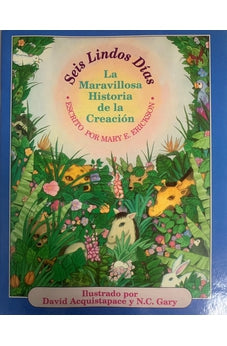 Seis Lindos Días
La
Maravillosa
Historia
de la
Creación
• ESCRITO POR MARY E. ERICKSON •
Ilustrado por
David Acquistapace y N.C. Gary